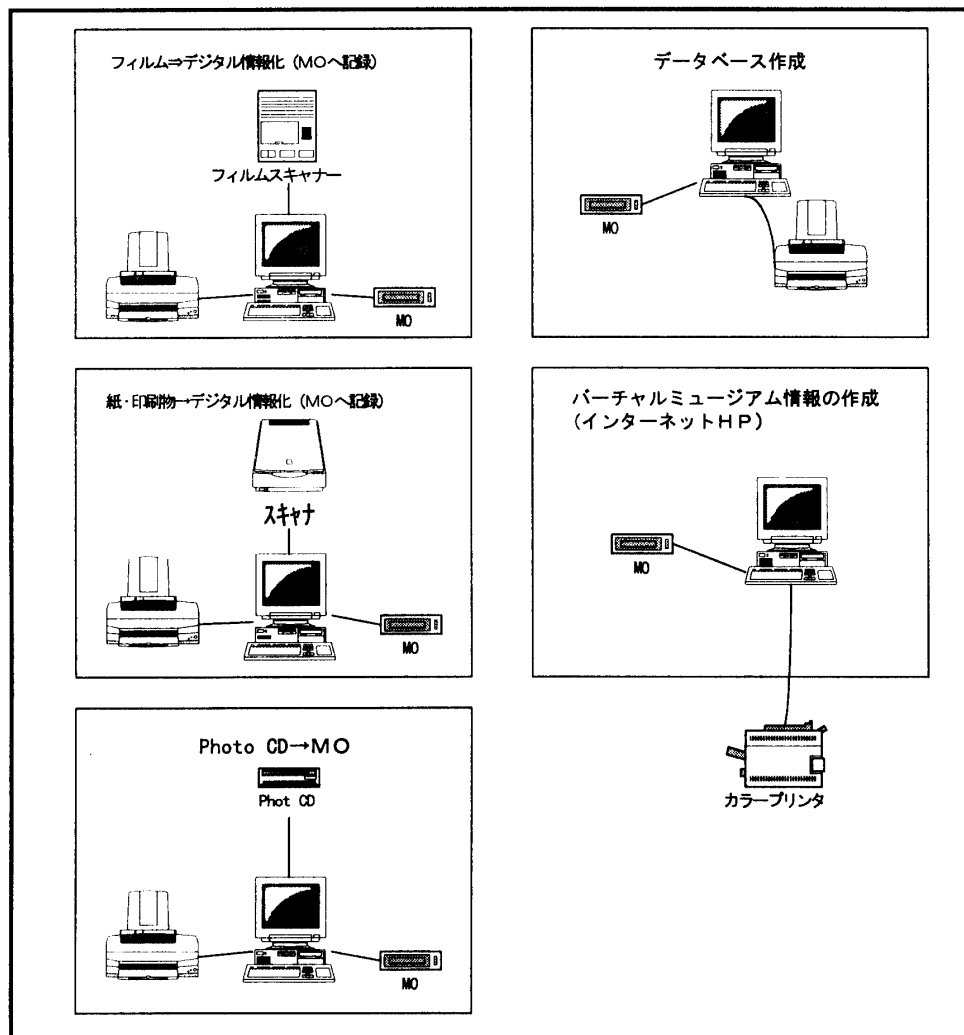 フィルム⇒デジタル情報化（MOへ記録）
フィルムスキャナー
MO
紙・印刷物→デジタル情報化（MOへ記録）
スキャナ
MO
Photo CD→MO
Phot CD
MO
データベース作成
MO
バーチャルミュージアム情報の作成
(インターネットＨＰ)
MO
カラープリンタ